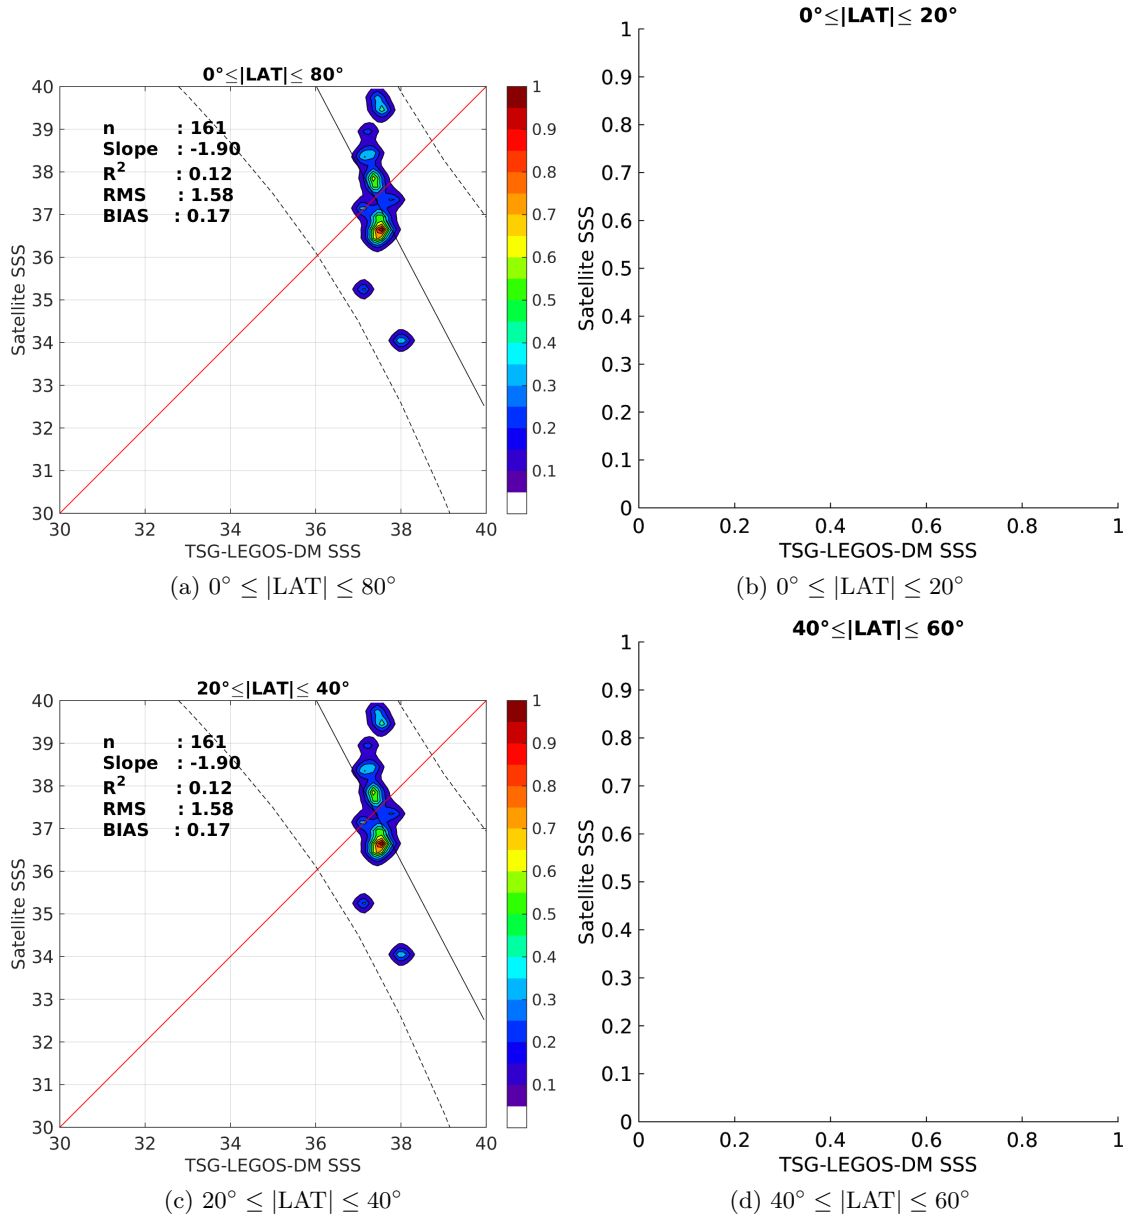 0°≤|LAT|≤ 80°
40
39
38
37
36
35
34
33
32
31
30
30 32 34 36 38 40
n : 161
Slope : -1.90
R² : 0.12
RMS : 1.58
BIAS : 0.17
1
0.9
0.8
0.7
0.6
0.5
0.4
0.3
0.2
0.1
Satellite SSS
TSG-LEGOS-DM SSS
(a) 0° ≤ |LAT| ≤ 80°
0°≤|LAT|≤ 20°
1
0.9
0.8
0.7
0.6
0.5
0.4
0.3
0.2
0.1
0
0 0.2 0.4 0.6 0.8 1
Satellite SSS
TSG-LEGOS-DM SSS
(b) 0° ≤ |LAT| ≤ 20°
20°≤|LAT|≤ 40°
40
39
38
37
36
35
34
33
32
31
30
30 32 34 36 38 40
n : 161
Slope : -1.90
R² : 0.12
RMS : 1.58
BIAS : 0.17
1
0.9
0.8
0.7
0.6
0.5
0.4
0.3
0.2
0.1
Satellite SSS
TSG-LEGOS-DM SSS
(c) 20° ≤ |LAT| ≤ 40°
40°≤|LAT|≤ 60°
1
0.9
0.8
0.7
0.6
0.5
0.4
0.3
0.2
0.1
0
0 0.2 0.4 0.6 0.8 1
Satellite SSS
TSG-LEGOS-DM SSS
(d) 40° ≤ |LAT| ≤ 60°